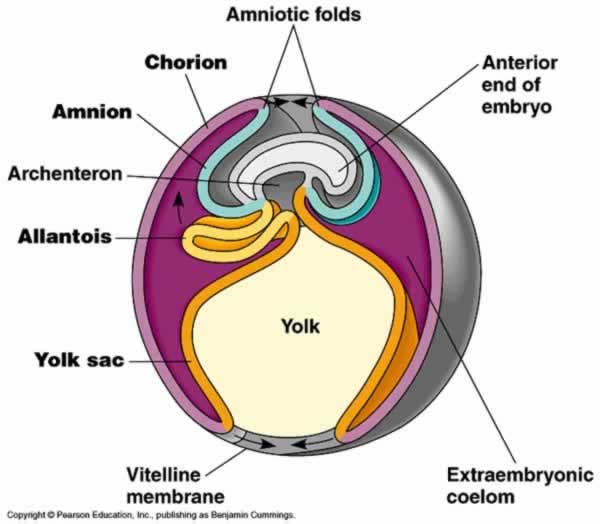 Amniotic folds
Chorion
Anterior
end of
embryo
Amnion
Archenteron
Allantois
Yolk
Yolk sac
Vitelline
membrane
Extraembryonic
coelom
Copyright © Pearson Education, Inc., publishing as Benjamin Cummings.